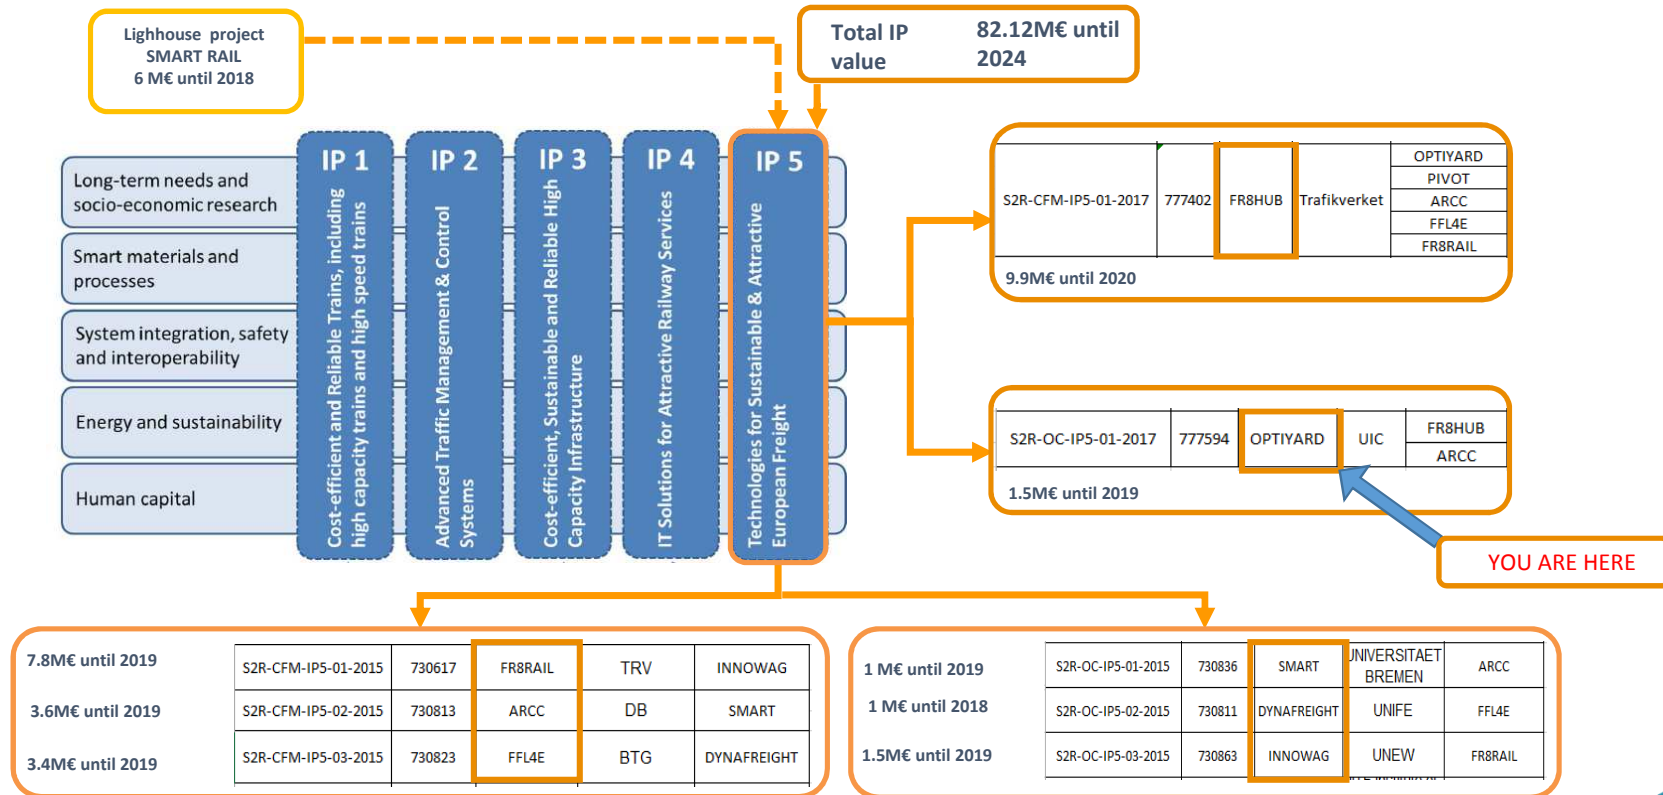 Lighhouse project
SMART RAIL
6 M€ until 2018
Total IP value
82.12M€ until 2024
Long-term needs and
socio-economic research
Smart materials and
processes
System integration, safety
and interoperability
Energy and sustainability
Human capital
IP 1
Cost-efficient and Reliable Trains, including
high capacity trains and high speed trains
IP 2
Advanced Traffic Management & Control
Systems
IP 3
Cost-efficient, Sustainable and Reliable High
Capacity Infrastructure
IP 4
IT Solutions for Attractive Railway Services
IP 5
Technologies for Sustainable & Attractive
European Freight
S2R-CFM-IP5-01-2017 777402 FR8HUB Trafikverket
OPTIYARD
PIVOT
ARCC
FFL4E
FR8RAIL
9.9M€ until 2020
S2R-OC-IP5-01-2017 777594 OPTIYARD UIC
FR8HUB
ARCC
1.5M€ until 2019
YOU ARE HERE
7.8M€ until 2019 S2R-CFM-IP5-01-2015 730617 FR8RAIL TRV INNOWAG
3.6M€ until 2019 S2R-CFM-IP5-02-2015 730813 ARCC DB SMART
3.4M€ until 2019 S2R-CFM-IP5-03-2015 730823 FFL4E BTG DYNAFREIGHT
1 M€ until 2019 S2R-OC-IP5-01-2015 730836 SMART UNIVERSITAET BREMEN ARCC
1 M€ until 2018 S2R-OC-IP5-02-2015 730811 DYNAFREIGHT UNIFE FFL4E
1.5M€ until 2019 S2R-OC-IP5-03-2015 730863 INNOWAG UNEW FR8RAIL